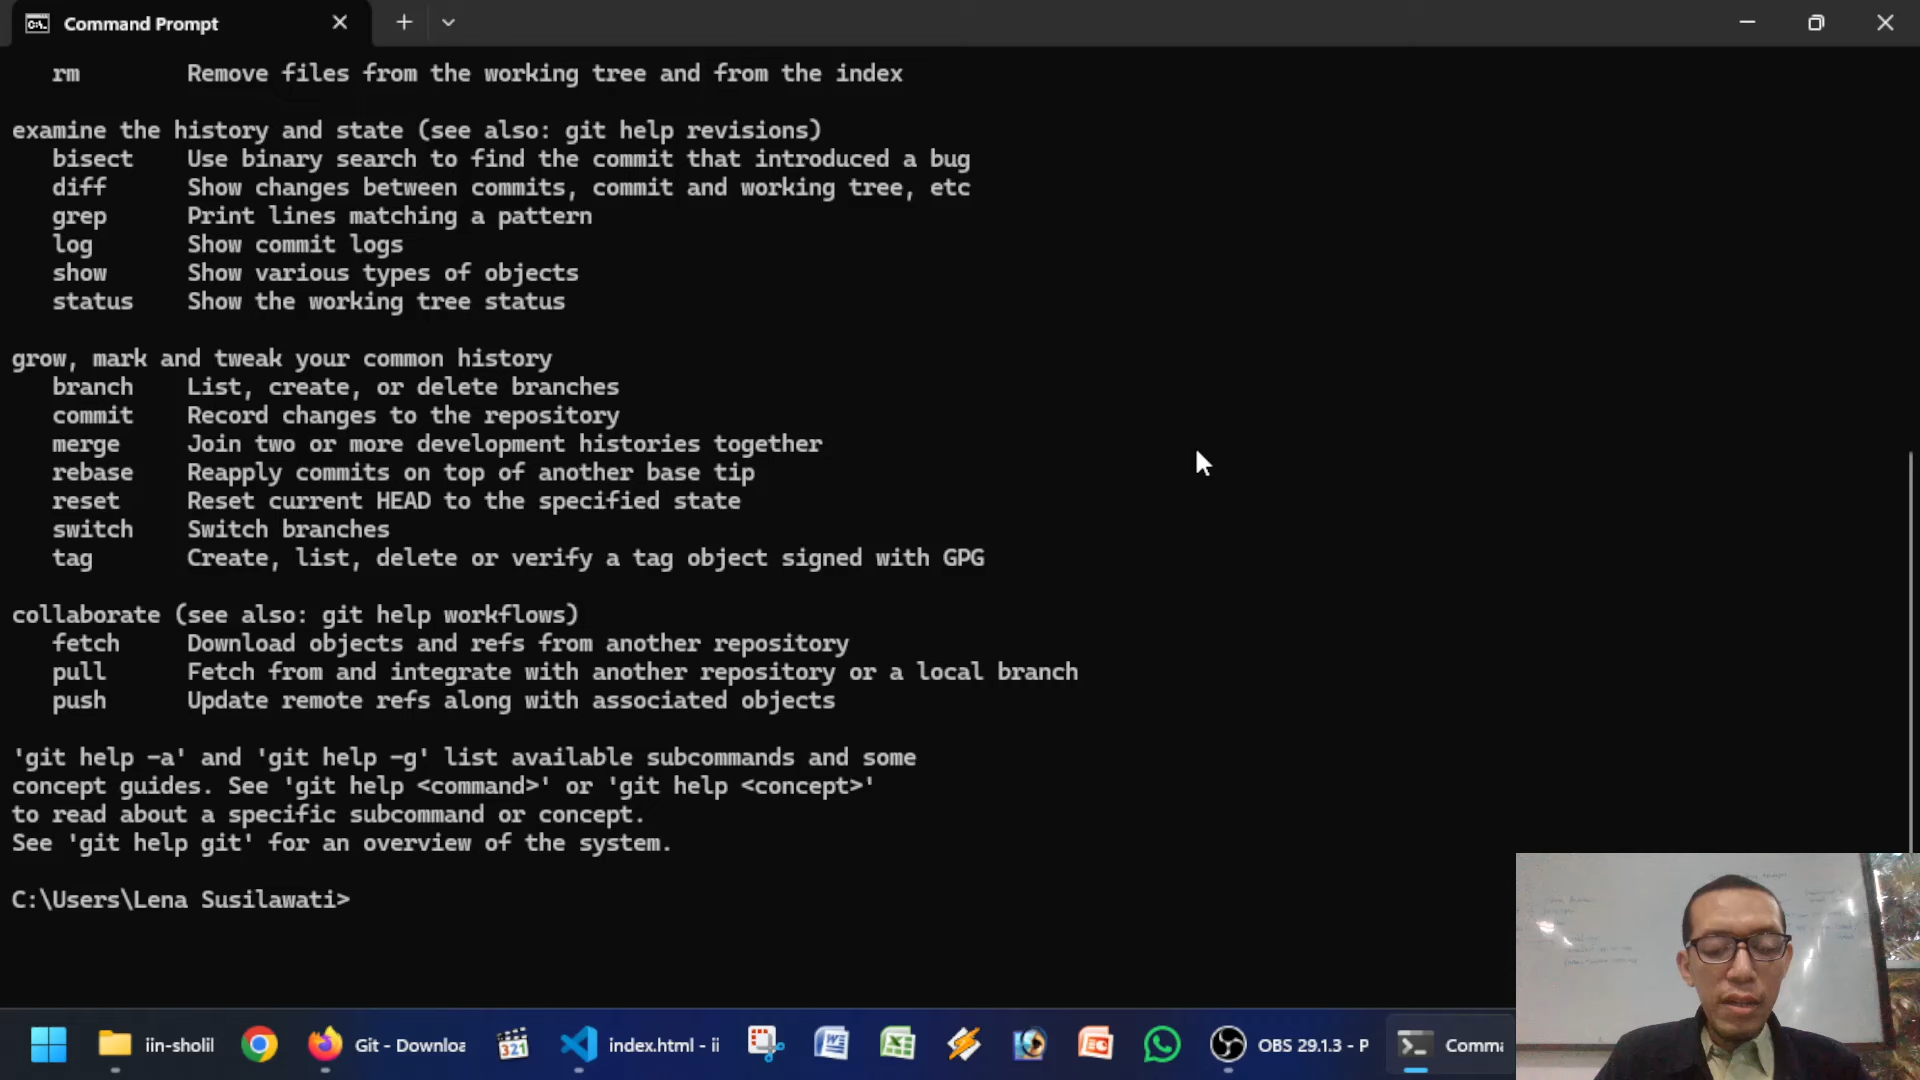 Command Prompt
rm Remove files from the working tree and from the index
examine the history and state (see also: git help revisions)
bisect Use binary search to find the commit that introduced a bug
diff Show changes between commits, commit and working tree, etc
grep Print lines matching a pattern
log Show commit logs
show Show various types of objects
status Show the working tree status
grow, mark and tweak your common history
branch List, create, or delete branches
commit Record changes to the repository
merge Join two or more development histories together
rebase Reapply commits on top of another base tip
reset Reset current HEAD to the specified state
switch Switch branches
tag Create, list, delete or verify a tag object signed with GPG
collaborate (see also: git help workflows)
fetch Download objects and refs from another repository
pull Fetch from and integrate with another repository or a local branch
push Update remote refs along with associated objects
'git help -a' and 'git help -g' list available subcommands and some
concept guides. See 'git help <command>' or 'git help <concept>'
to read about a specific subcommand or concept.
See 'git help git' for an overview of the system.
C:\Users\Lena Susilawati>
iin-sholil Git - Downloa 321 index.html - ii OBS 29.1.3 - P Comma